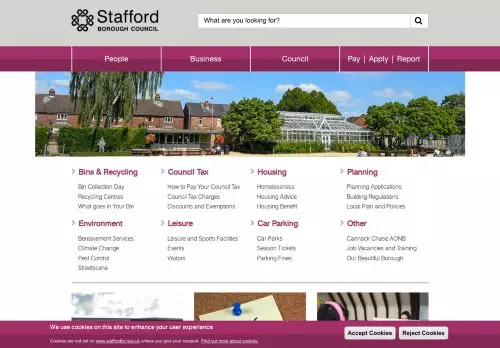 Stafford
BOROUGH COUNCIL
What are you looking for?
People
Business
Council
Pay | Apply | Report
Bins & Recycling
Bin Collection Day
Recycling Centres
What goes in Your Bin
Council Tax
How to Pay Your Council Tax
Council Tax Charges
Discounts and Exemptions
Housing
Homelessness
Housing Advice
Housing Benefit
Planning
Planning Applications
Building Regulations
Local Plan and Policies
Environment
Bereavement Services
Climate Change
Pest Control
Streetscene
Leisure
Leisure and Sports Facilities
Events
Visitors
Car Parking
Car Parks
Season Tickets
Parking Fines
Other
Cannock Chase AONB
Job Vacancies and Training
Our Beautiful Borough
We use cookies on this site to enhance your user experience
Cookies are not set on www.staffordbc.gov.uk unless you give your consent. Find out more about cookies.
Accept Cookies
Reject Cookies